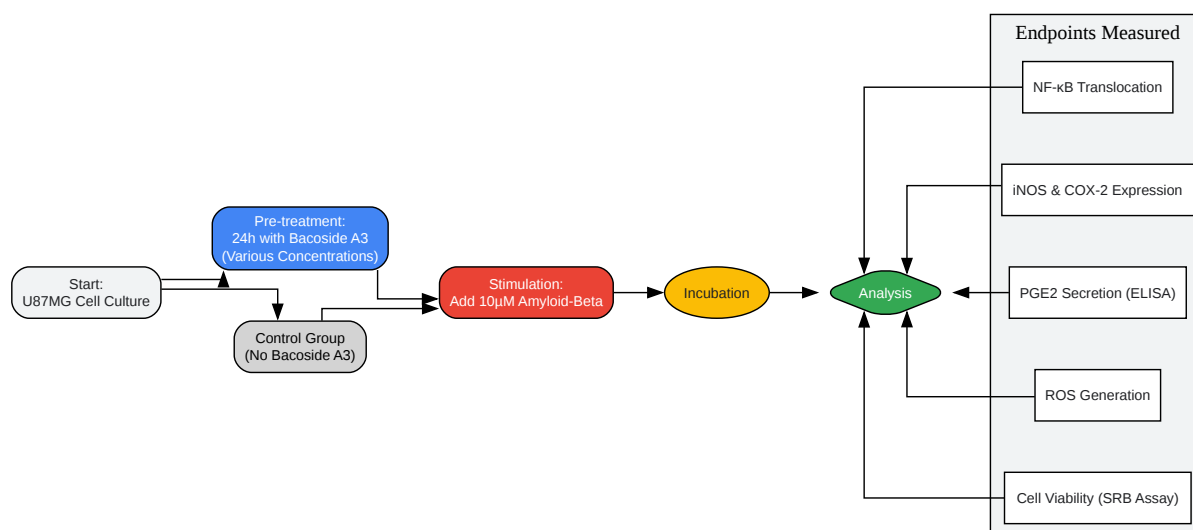 Endpoints Measured
NF-κB Translocation
iNOS & COX-2 Expression
Pre-treatment:
24h with Bacoside A3
(Various Concentrations)
Start:
U87MG Cell Culture
Stimulation:
Add 10μM Amyloid-Beta
Incubation
Analysis
PGE2 Secretion (ELISA)
Control Group
(No Bacoside A3)
ROS Generation
Cell Viability (SRB Assay)